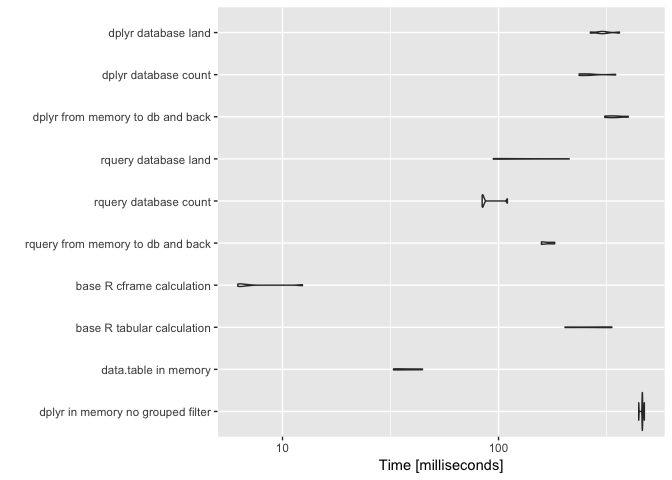 dplyr database land
dplyr database count
dplyr from memory to db and back
rquery database land
rquery database count
rquery from memory to db and back
base R cframe calculation
base R tabular calculation
data.table in memory
dplyr in memory no grouped filter
10 100
Time [milliseconds]